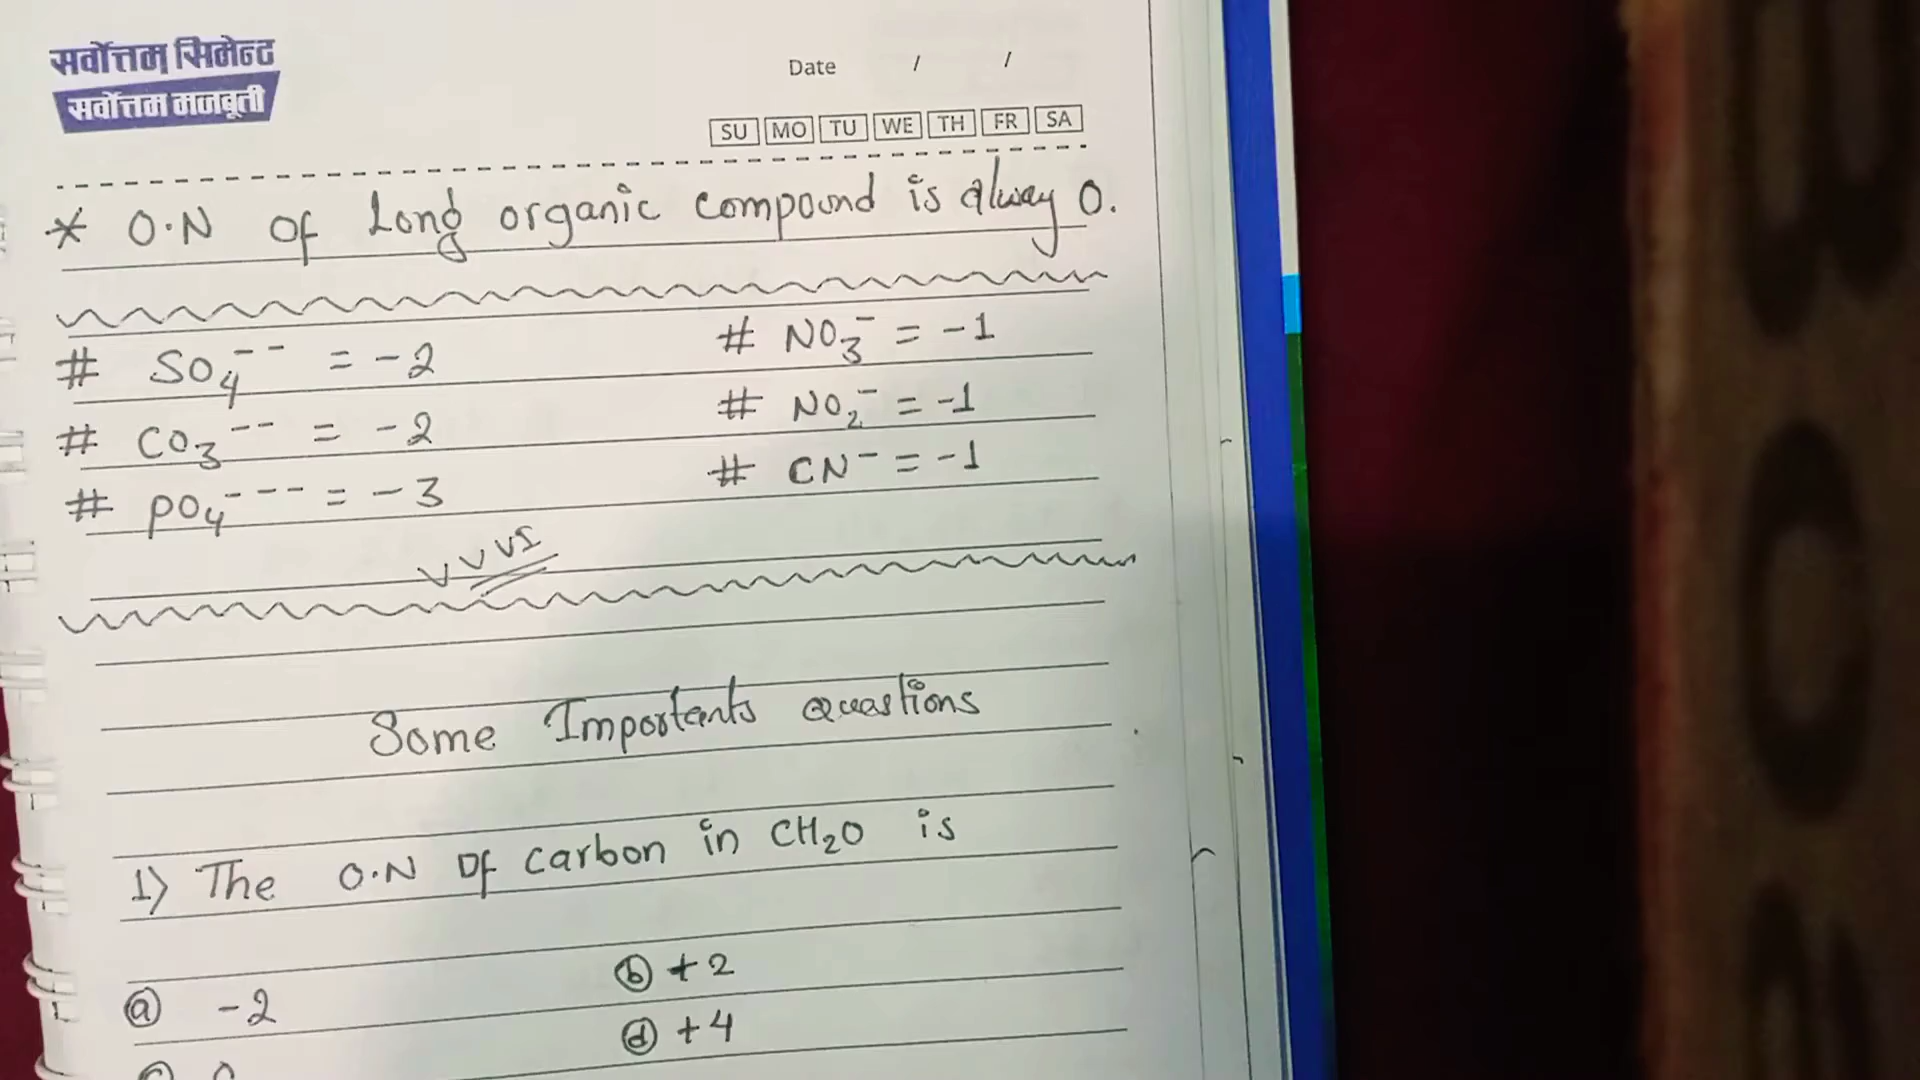 सर्वोत्तम सिमेन्ट
सर्वोत्तम मजबूती
Date / /
SU MO TU WE TH FR SA
* O.N of Long organic compound is alway 0.
# SO₄⁻⁻ = -2
# NO₃⁻ = -1
# CO₃⁻⁻ = -2
# NO₂⁻ = -1
# PO₄⁻⁻⁻ = -3
# CN⁻ = -1
VVVI
Some Importants Queastions
1) The O.N Of carbon in CH₂O is
ⓐ -2
ⓑ +2
ⓓ +4